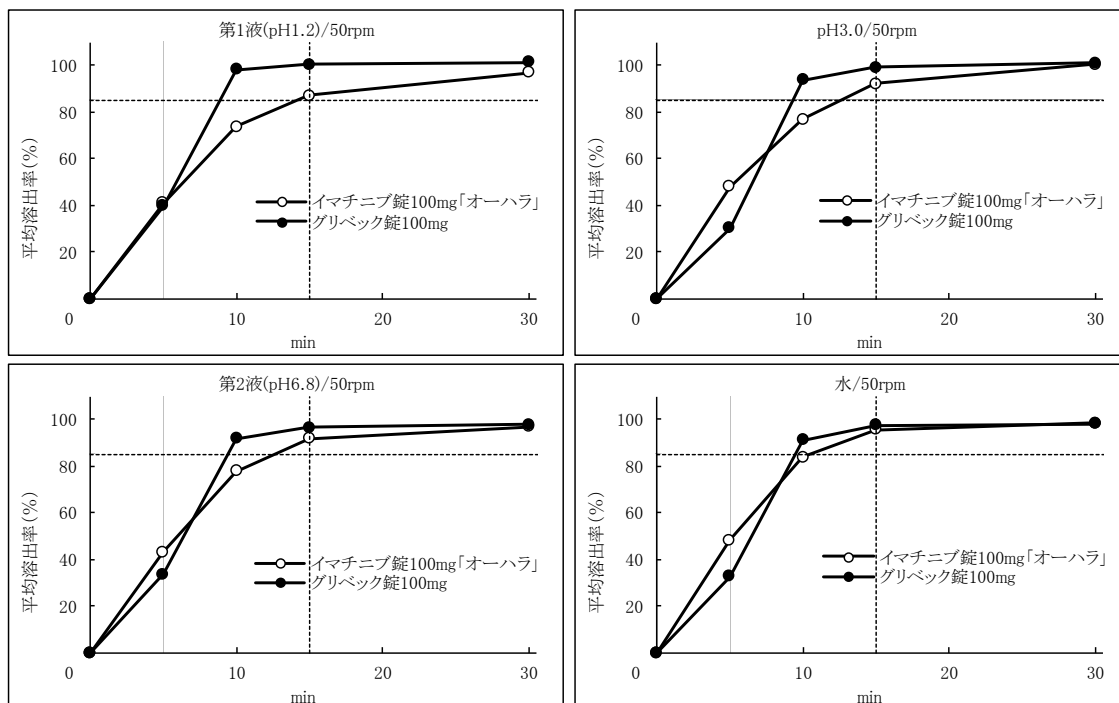 第1液(pH1.2)/50rpm
平均溶出率(%)
100
80
60
40
20
0
10
20
30
min
イマチニブ錠100mg「オーハラ」
グリベック錠100mg
pH3.0/50rpm
平均溶出率(%)
100
80
60
40
20
0
10
20
30
min
イマチニブ錠100mg「オーハラ」
グリベック錠100mg
第2液(pH6.8)/50rpm
平均溶出率(%)
100
80
60
40
20
0
10
20
30
min
イマチニブ錠100mg「オーハラ」
グリベック錠100mg
水/50rpm
平均溶出率(%)
100
80
60
40
20
0
10
20
30
min
イマチニブ錠100mg「オーハラ」
グリベック錠100mg